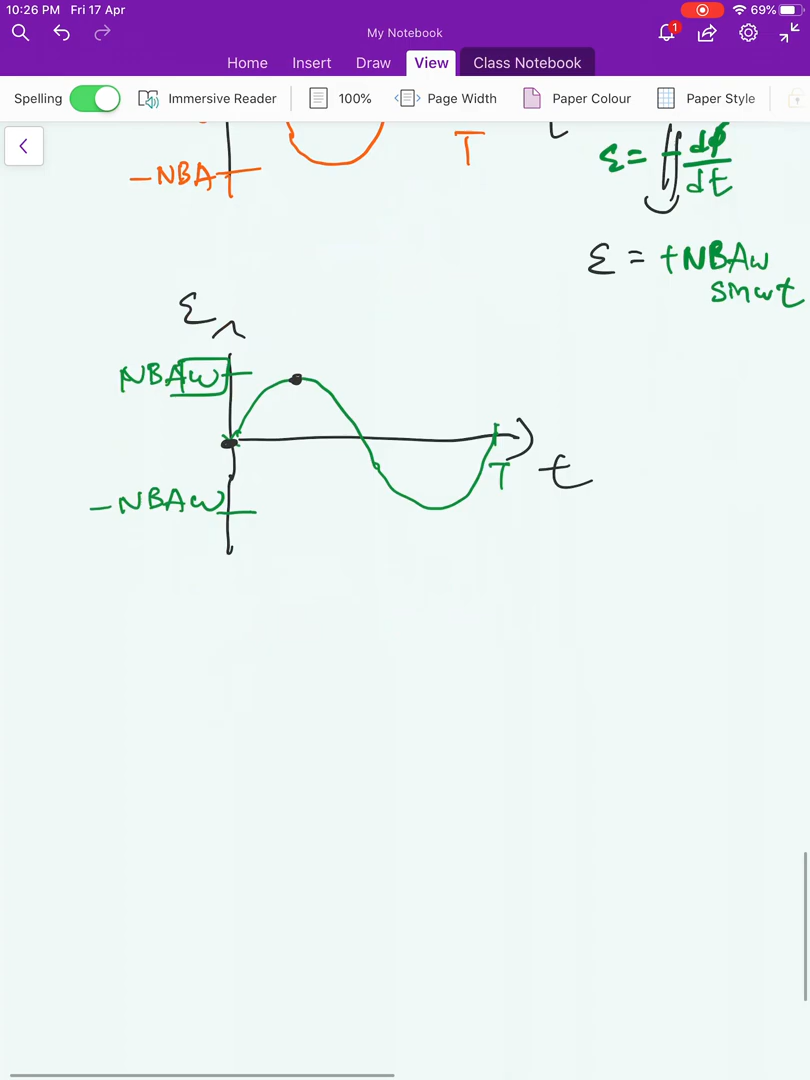 10:26 PM Fri 17 Apr 69%
My Notebook
1
Home Insert Draw View Class Notebook
Spelling Immersive Reader 100% Page Width Paper Colour Paper Style
T
-NBA
ε = dφ
dt
ε = +NBAω
sinωt
ε
NBAω
T t
-NBAω